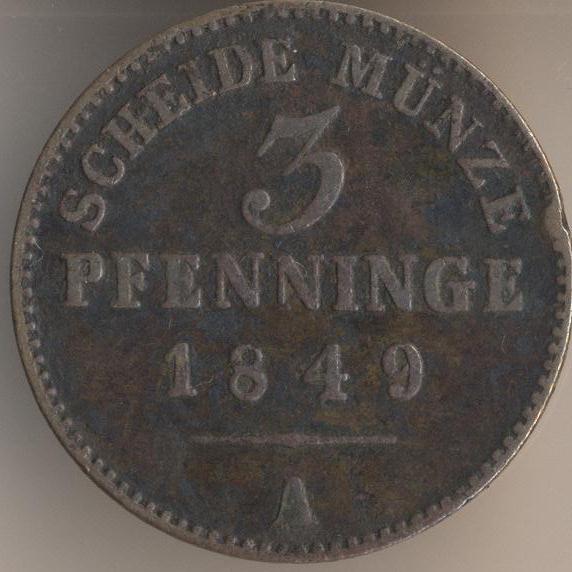 SCHEIDE MÜNZE
3
PFENNINGE
1849
A